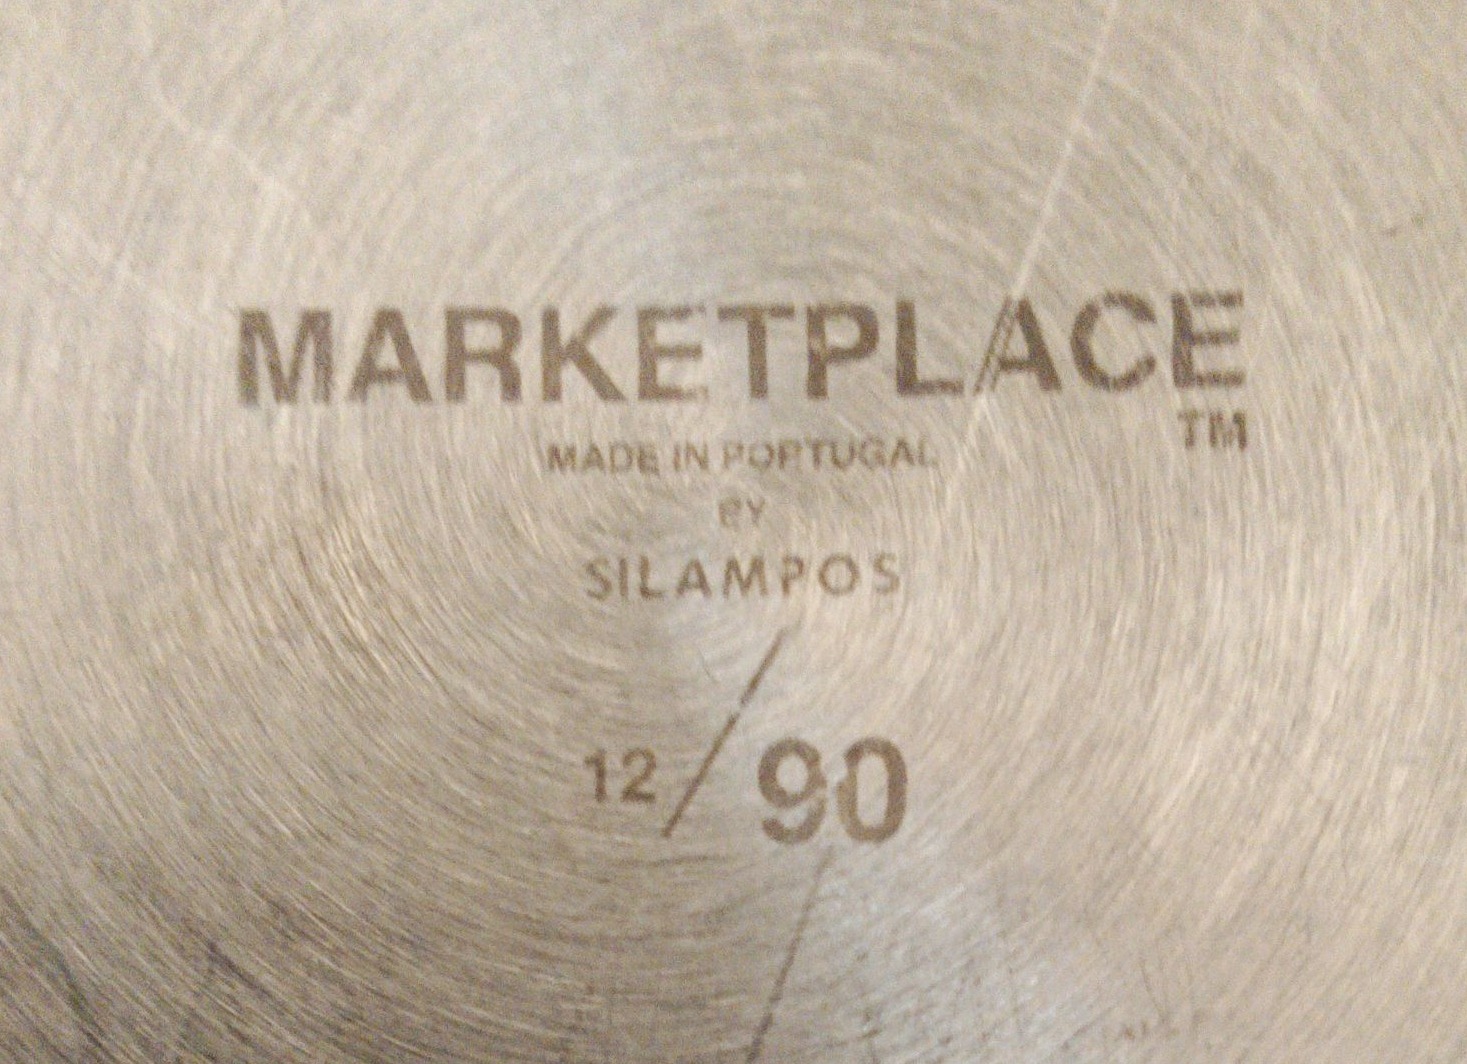 MARKETPLACE
TM
MADE IN PORTUGAL
BY
SILAMPOS
12/90